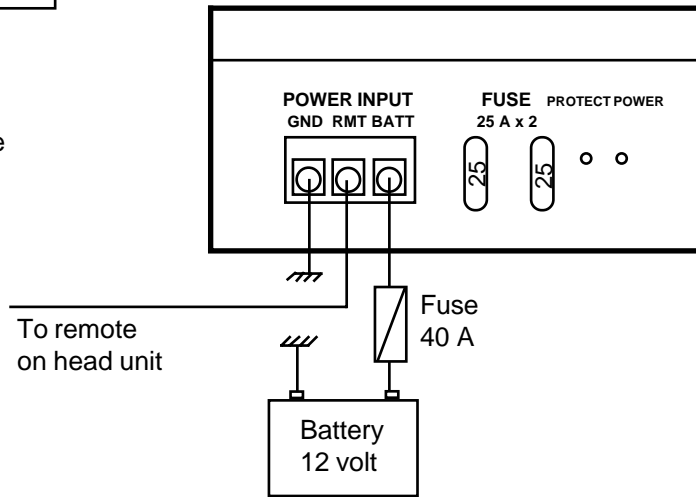 POWER INPUT
GND RMT BATT
FUSE
25 A x 2
PROTECT POWER
25
25
e
To remote
on head unit
Fuse
40 A
Battery
12 volt